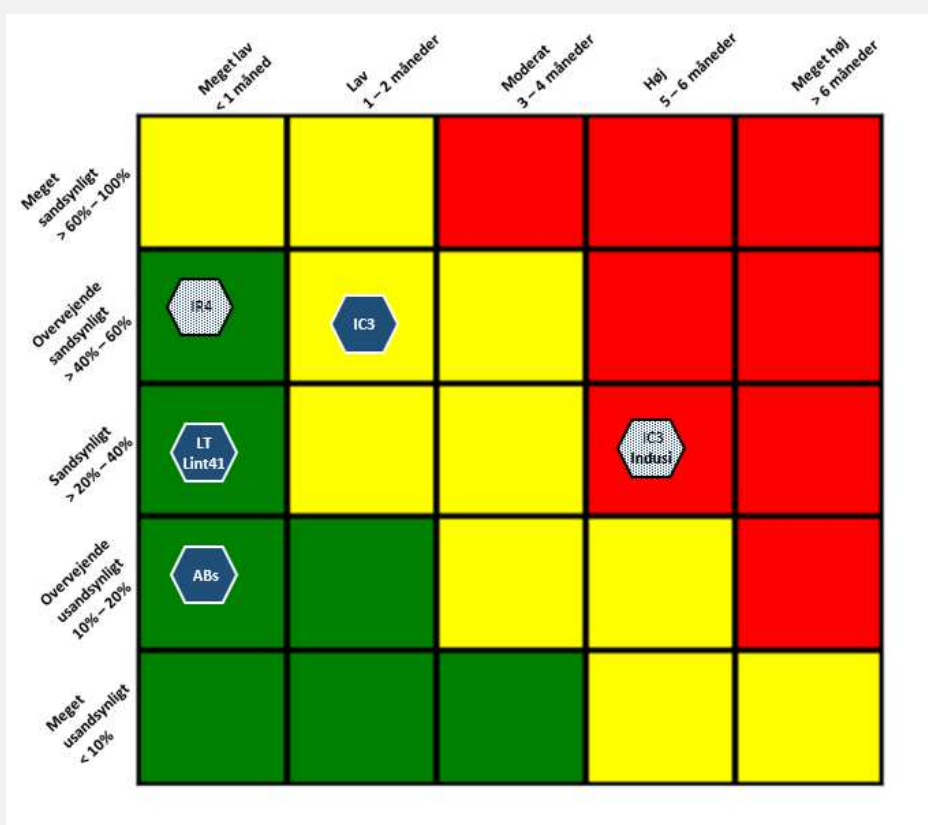 Meget lav
< 1 måned
Lav
1 – 2 måneder
Moderat
3 – 4 måneder
Høj
5 – 6 måneder
Meget høj
> 6 måneder
Meget
sandsynligt
> 60% – 100%
Overvejende
sandsynligt
> 40% – 60%
IR4
IC3
Sandsynligt
> 20% – 40%
LT
Lint41
IC3
Indusi
Overvejende
usandsynligt
10% – 20%
ABs
Meget
usandsynligt
< 10%